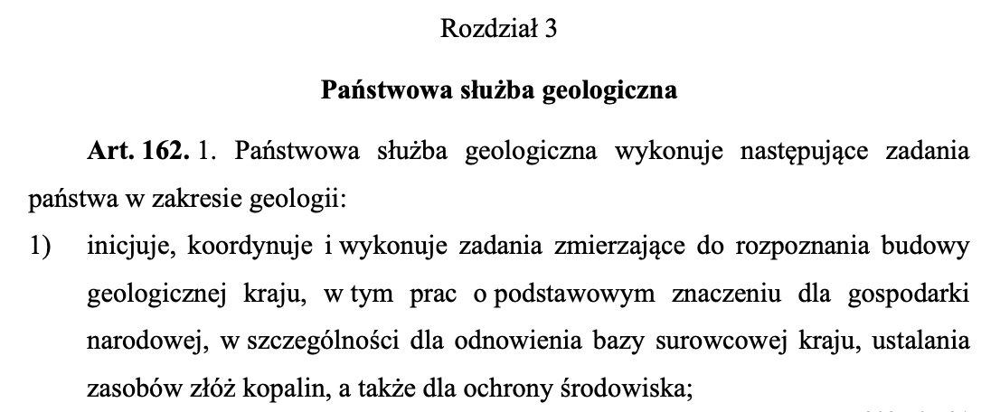 Rozdział 3
Państwowa służba geologiczna
Art. 162. 1. Państwowa służba geologiczna wykonuje następujące zadania
państwa w zakresie geologii:
1) inicjuje, koordynuje i wykonuje zadania zmierzające do rozpoznania budowy
geologicznej kraju, w tym prac o podstawowym znaczeniu dla gospodarki
narodowej, w szczególności dla odnowienia bazy surowcowej kraju, ustalania
zasobów złóż kopalin, a także dla ochrony środowiska;